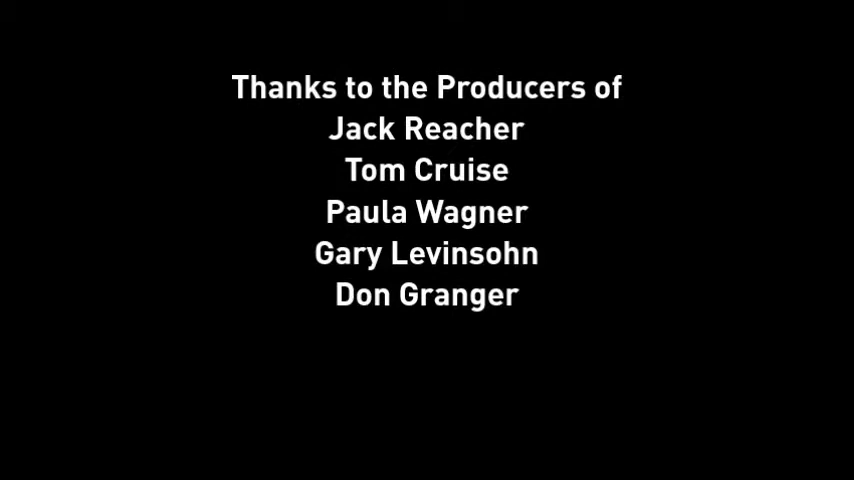 Thanks to the Producers of
Jack Reacher
Tom Cruise
Paula Wagner
Gary Levinsohn
Don Granger